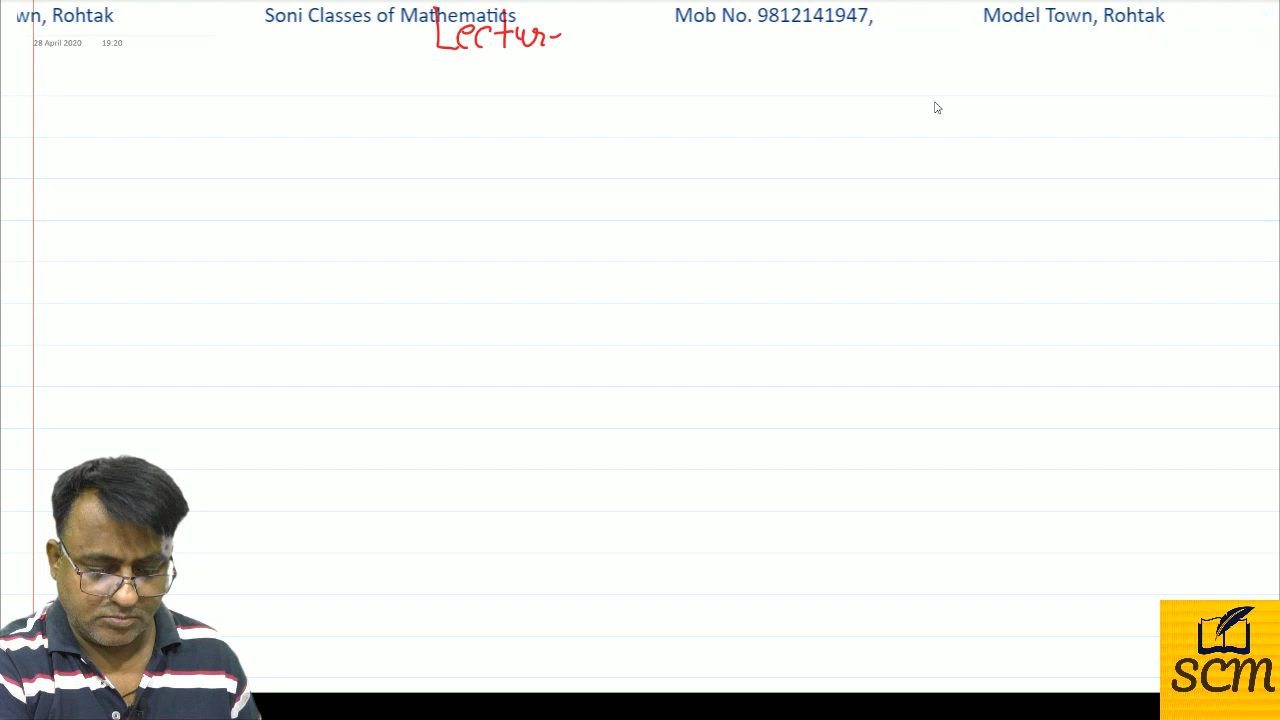 wn, Rohtak Soni Classes of Mathematics Mob No. 9812141947, Model Town, Rohtak
Lectur
28 April 2020 19:20
SCM